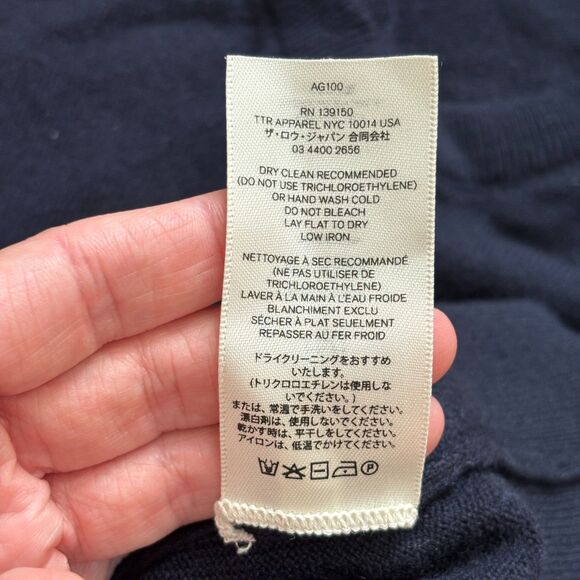 AG100
RN 139150
TTR APPAREL NYC 10014 USA
ザ・ロウ・ジャパン 合同会社
03 4400 2656
DRY CLEAN RECOMMENDED
(DO NOT USE TRICHLOROETHYLENE)
OR HAND WASH COLD
DO NOT BLEACH
LAY FLAT TO DRY
LOW IRON
NETTOYAGE À SEC RECOMMANDÉ
(NE PAS UTILISER DE
TRICHLOROETHYLÈNE)
LAVER À LA MAIN À L'EAU FROIDE
BLANCHIMENT EXCLU
SÉCHER À PLAT SEUELMENT
REPASSER AU FER FROID
ドライクリーニングをおすすめ
いたします。
(トリクロロエチレンは使用しな
いでください。)
または、常温で手洗いをしてください。
漂白剤は、使用しないでください。
乾かす時は、平干しをしてください。
アイロンは、低温でかけてください。
P